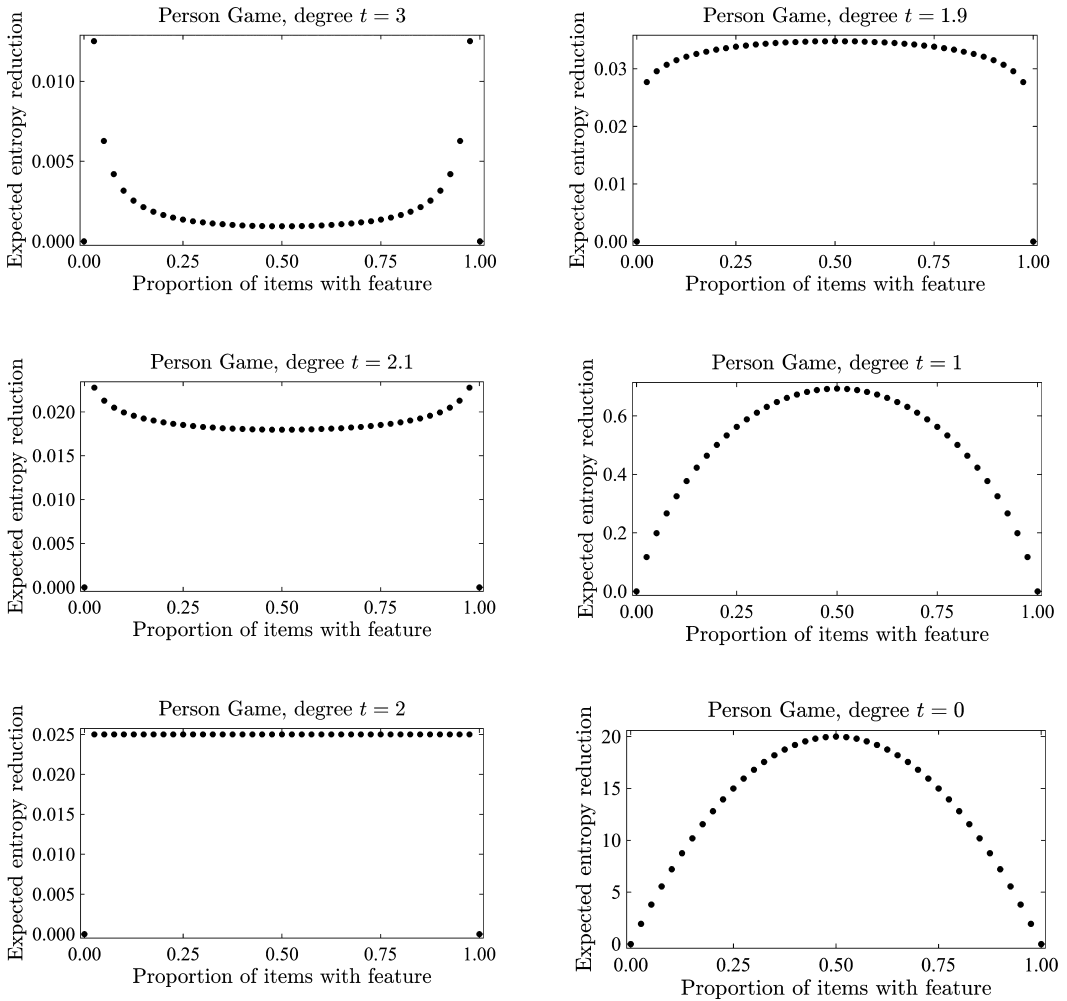 Person Game, degree t = 3
Expected entropy reduction
0.010
0.005
0.000
0.00 0.25 0.50 0.75 1.00
Proportion of items with feature
Person Game, degree t = 1.9
Expected entropy reduction
0.03
0.02
0.01
0.00
0.00 0.25 0.50 0.75 1.00
Proportion of items with feature
Person Game, degree t = 2.1
Expected entropy reduction
0.020
0.015
0.010
0.005
0.000
0.00 0.25 0.50 0.75 1.00
Proportion of items with feature
Person Game, degree t = 1
Expected entropy reduction
0.6
0.4
0.2
0.0
0.00 0.25 0.50 0.75 1.00
Proportion of items with feature
Person Game, degree t = 2
Expected entropy reduction
0.025
0.020
0.015
0.010
0.005
0.000
0.00 0.25 0.50 0.75 1.00
Proportion of items with feature
Person Game, degree t = 0
Expected entropy reduction
20
15
10
5
0
0.00 0.25 0.50 0.75 1.00
Proportion of items with feature